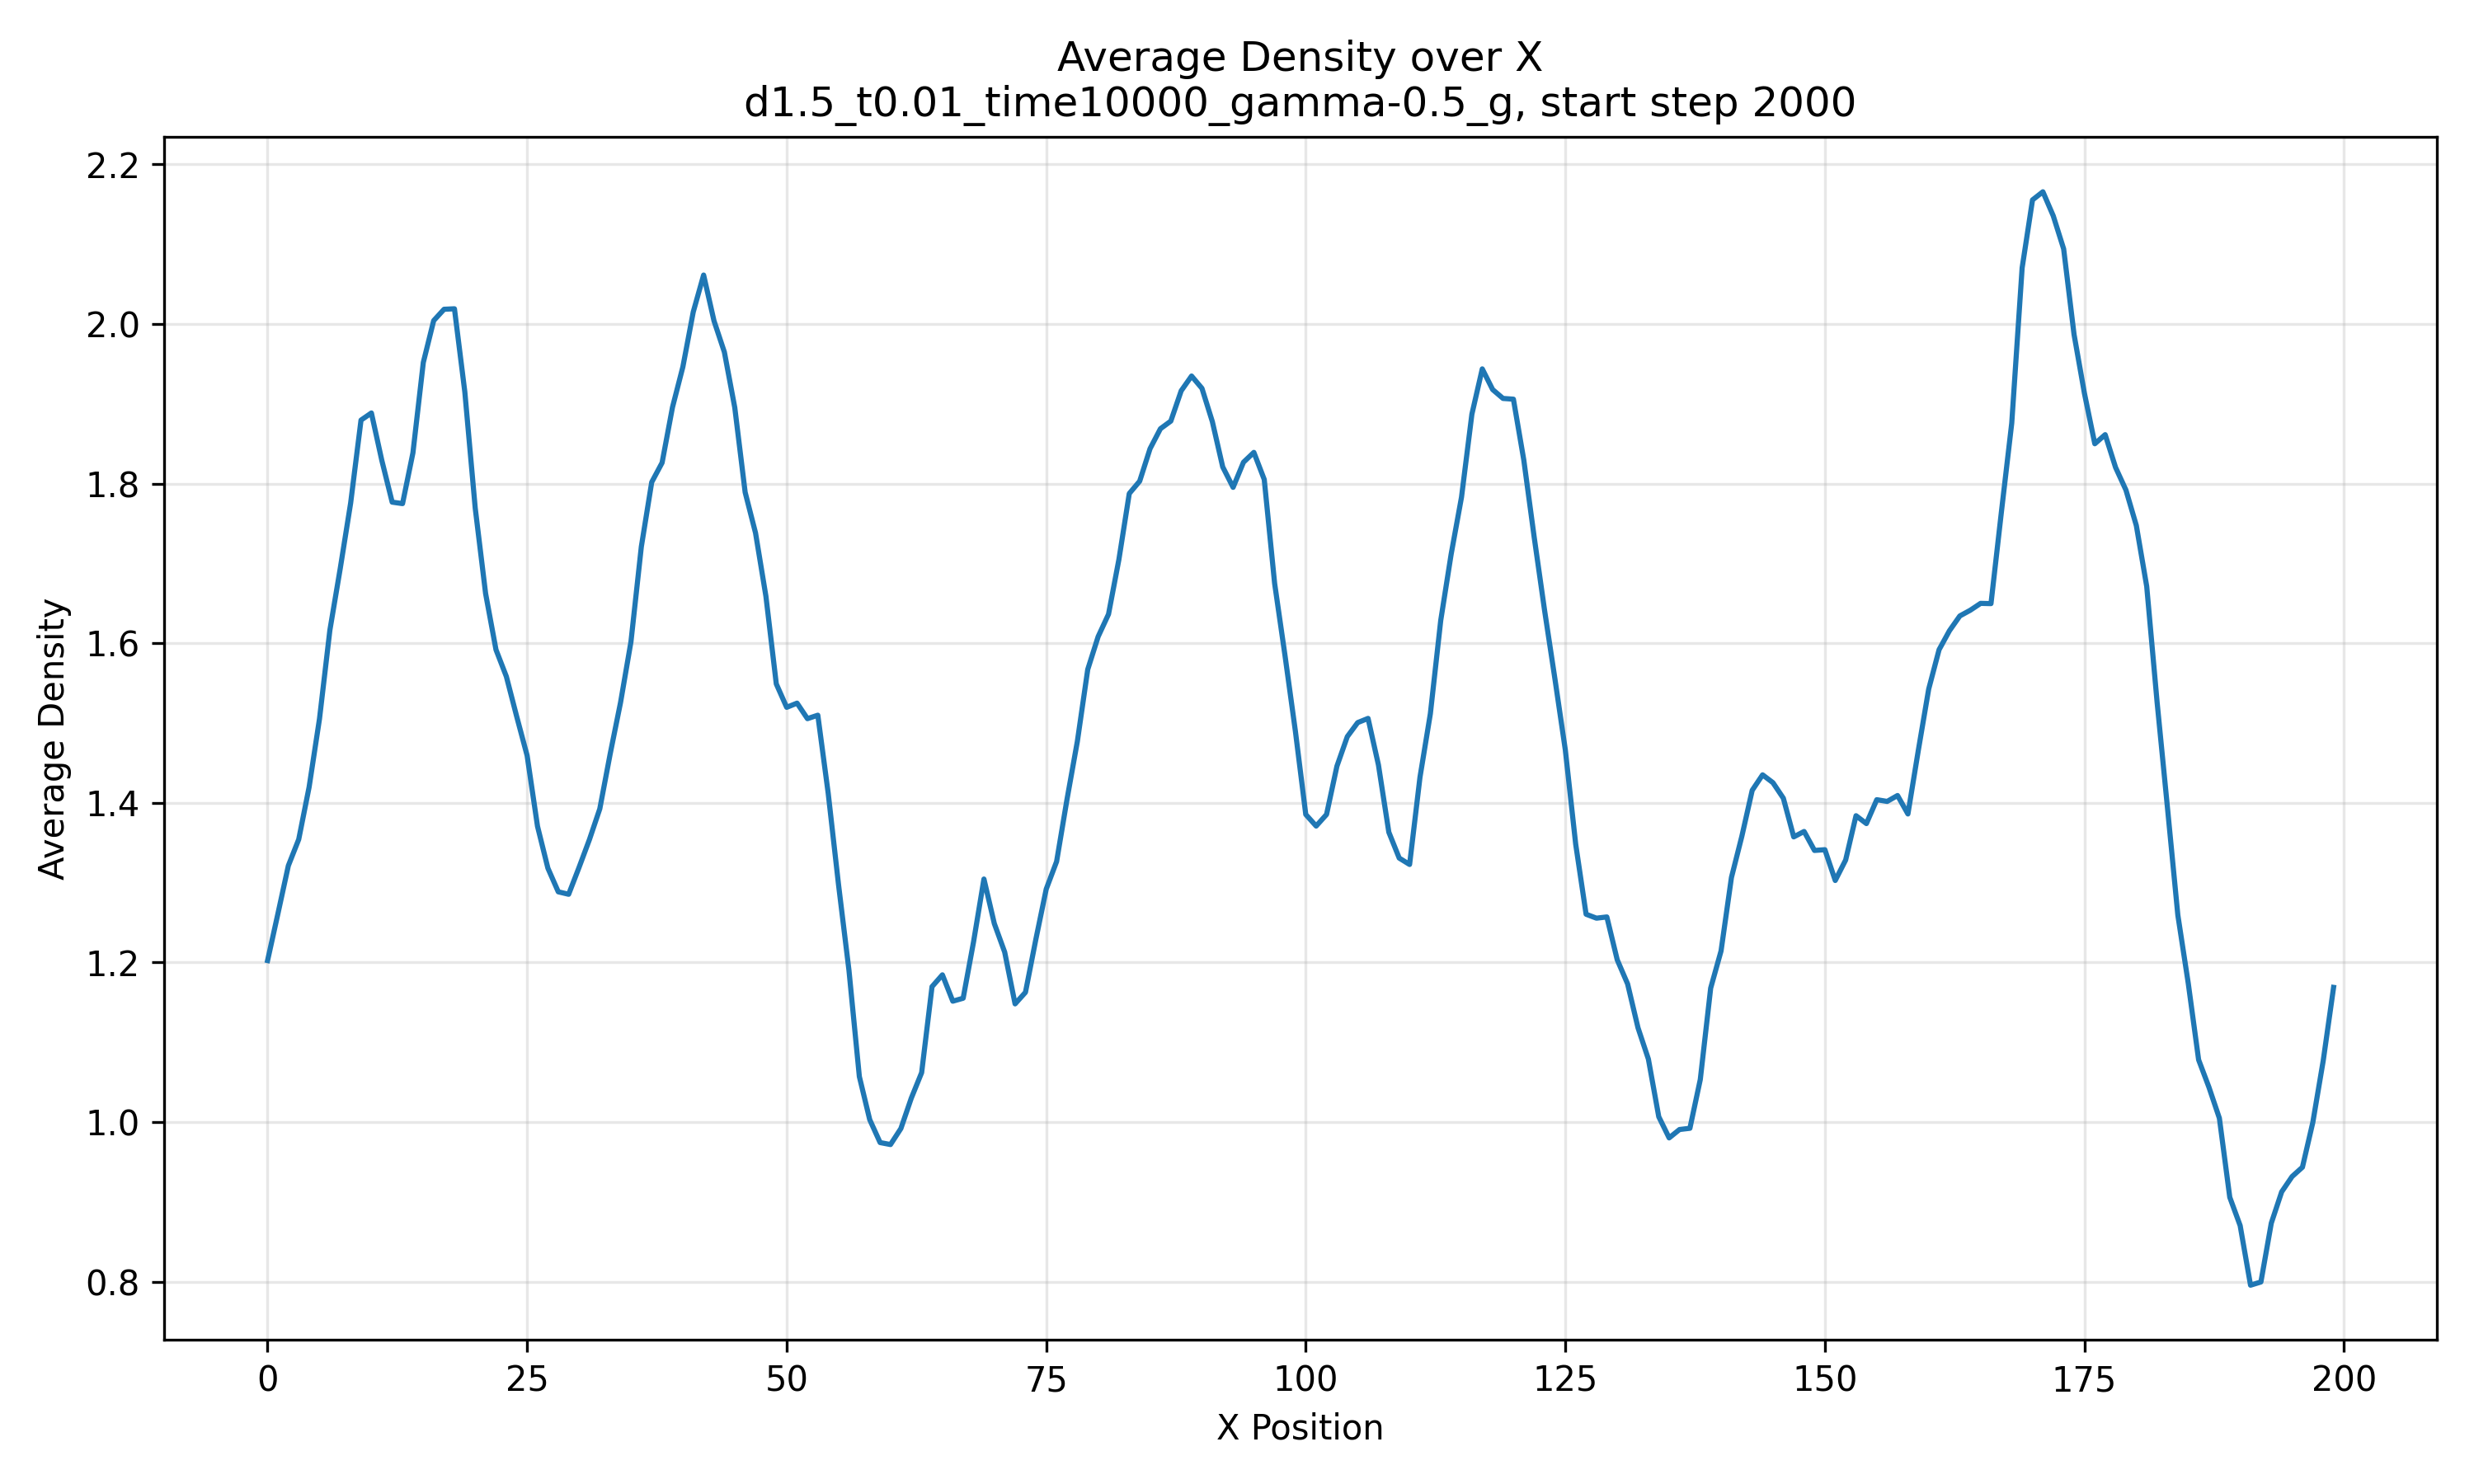 Average Density over X
d1.5_t0.01_time10000_gamma-0.5_g, start step 2000
2.2
2.0
1.8
1.6
1.4
1.2
1.0
0.8
Average Density
0 25 50 75 100 125 150 175 200
X Position